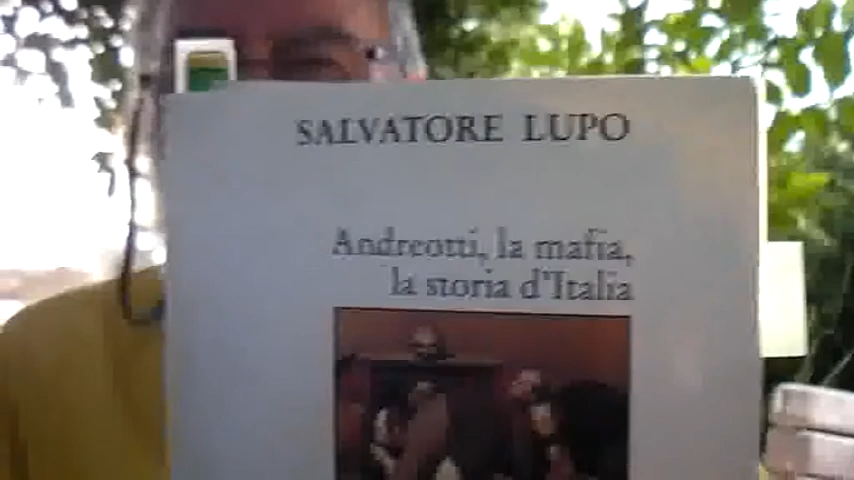 SALVATORE LUPO
Andreotti, la mafia,
la storia d'Italia